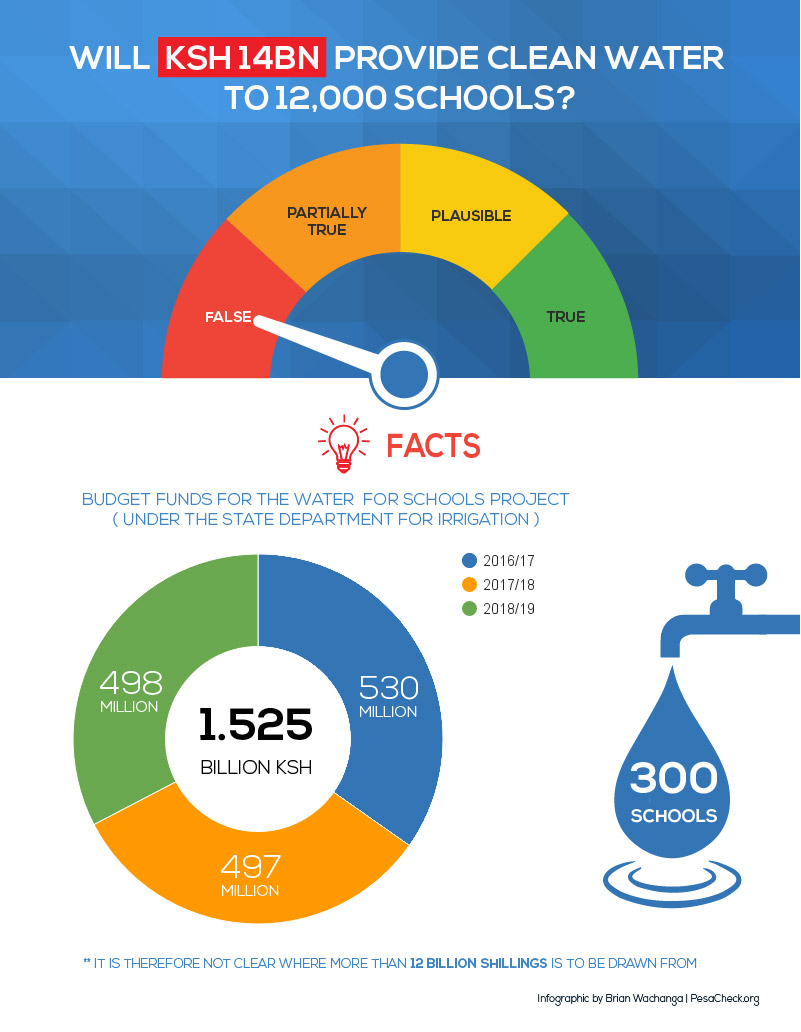 WILL KSH 14BN PROVIDE CLEAN WATER
TO 12,000 SCHOOLS?
PARTIALLY
TRUE
PLAUSIBLE
FALSE
TRUE
FACTS
BUDGET FUNDS FOR THE WATER FOR SCHOOLS PROJECT
( UNDER THE STATE DEPARTMENT FOR IRRIGATION )
2016/17
2017/18
2018/19
498
MILLION
530
MILLION
1.525
BILLION KSH
497
MILLION
300
SCHOOLS
** IT IS THEREFORE NOT CLEAR WHERE MORE THAN 12 BILLION SHILLINGS IS TO BE DRAWN FROM
Infographic by Brian Wachanga | PesaCheck.org